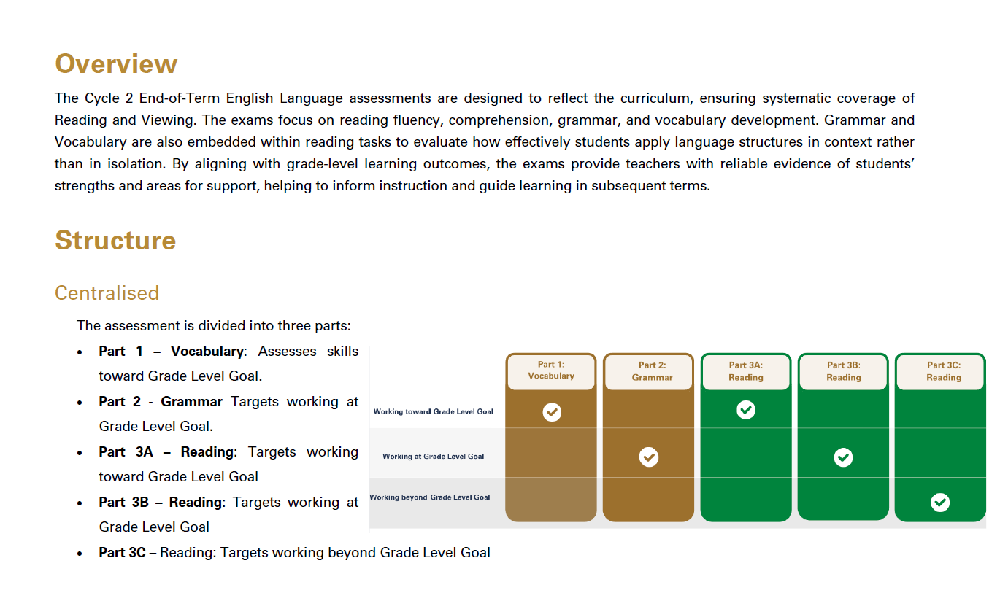 Overview
The Cycle 2 End-of-Term English Language assessments are designed to reflect the curriculum, ensuring systematic coverage of
Reading and Viewing. The exams focus on reading fluency, comprehension, grammar, and vocabulary development. Grammar and
Vocabulary are also embedded within reading tasks to evaluate how effectively students apply language structures in context rather
than in isolation. By aligning with grade-level learning outcomes, the exams provide teachers with reliable evidence of students’
strengths and areas for support, helping to inform instruction and guide learning in subsequent terms.
Structure
Centralised
The assessment is divided into three parts:
• Part 1 – Vocabulary: Assesses skills
toward Grade Level Goal.
• Part 2 - Grammar Targets working at
Grade Level Goal.
• Part 3A – Reading: Targets working
toward Grade Level Goal
• Part 3B – Reading: Targets working at
Grade Level Goal
• Part 3C – Reading: Targets working beyond Grade Level Goal
Part 1:
Vocabulary
Part 2:
Grammar
Part 3A:
Reading
Part 3B:
Reading
Part 3C:
Reading
Working toward Grade Level Goal
Working at Grade Level Goal
Working beyond Grade Level Goal